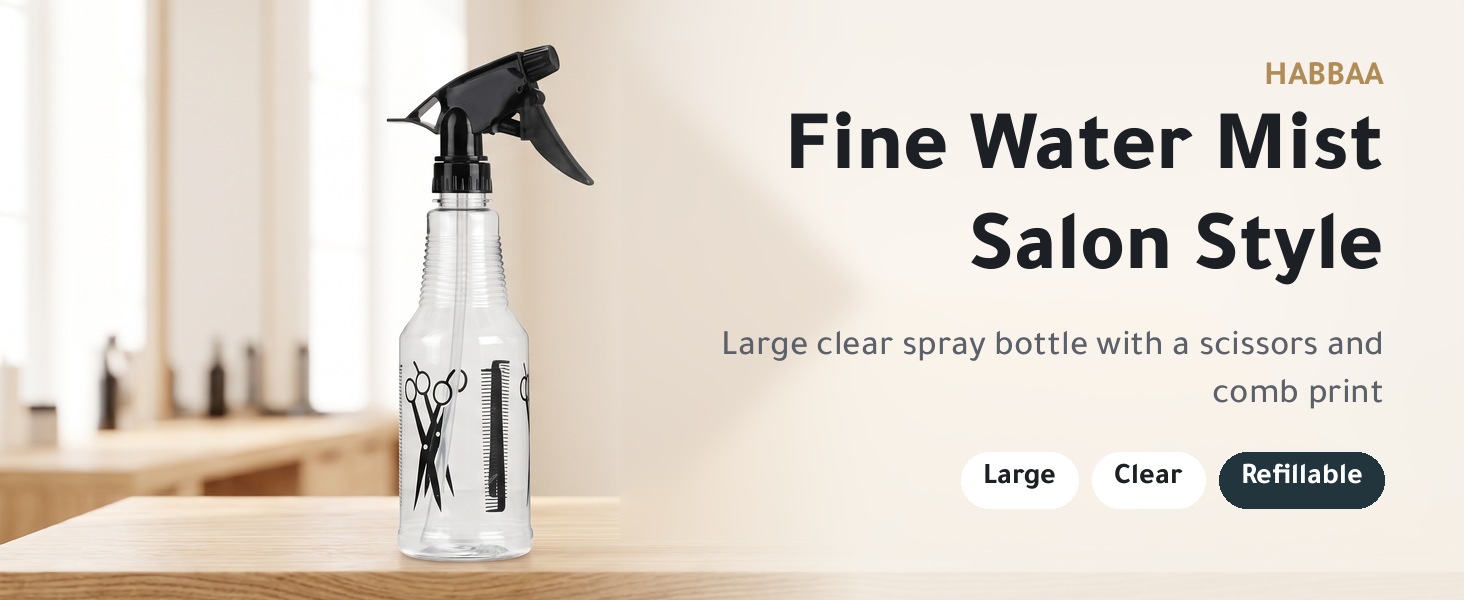 HABBAA
Fine Water Mist
Salon Style
Large clear spray bottle with a scissors and
comb print
Large
Clear
Refillable